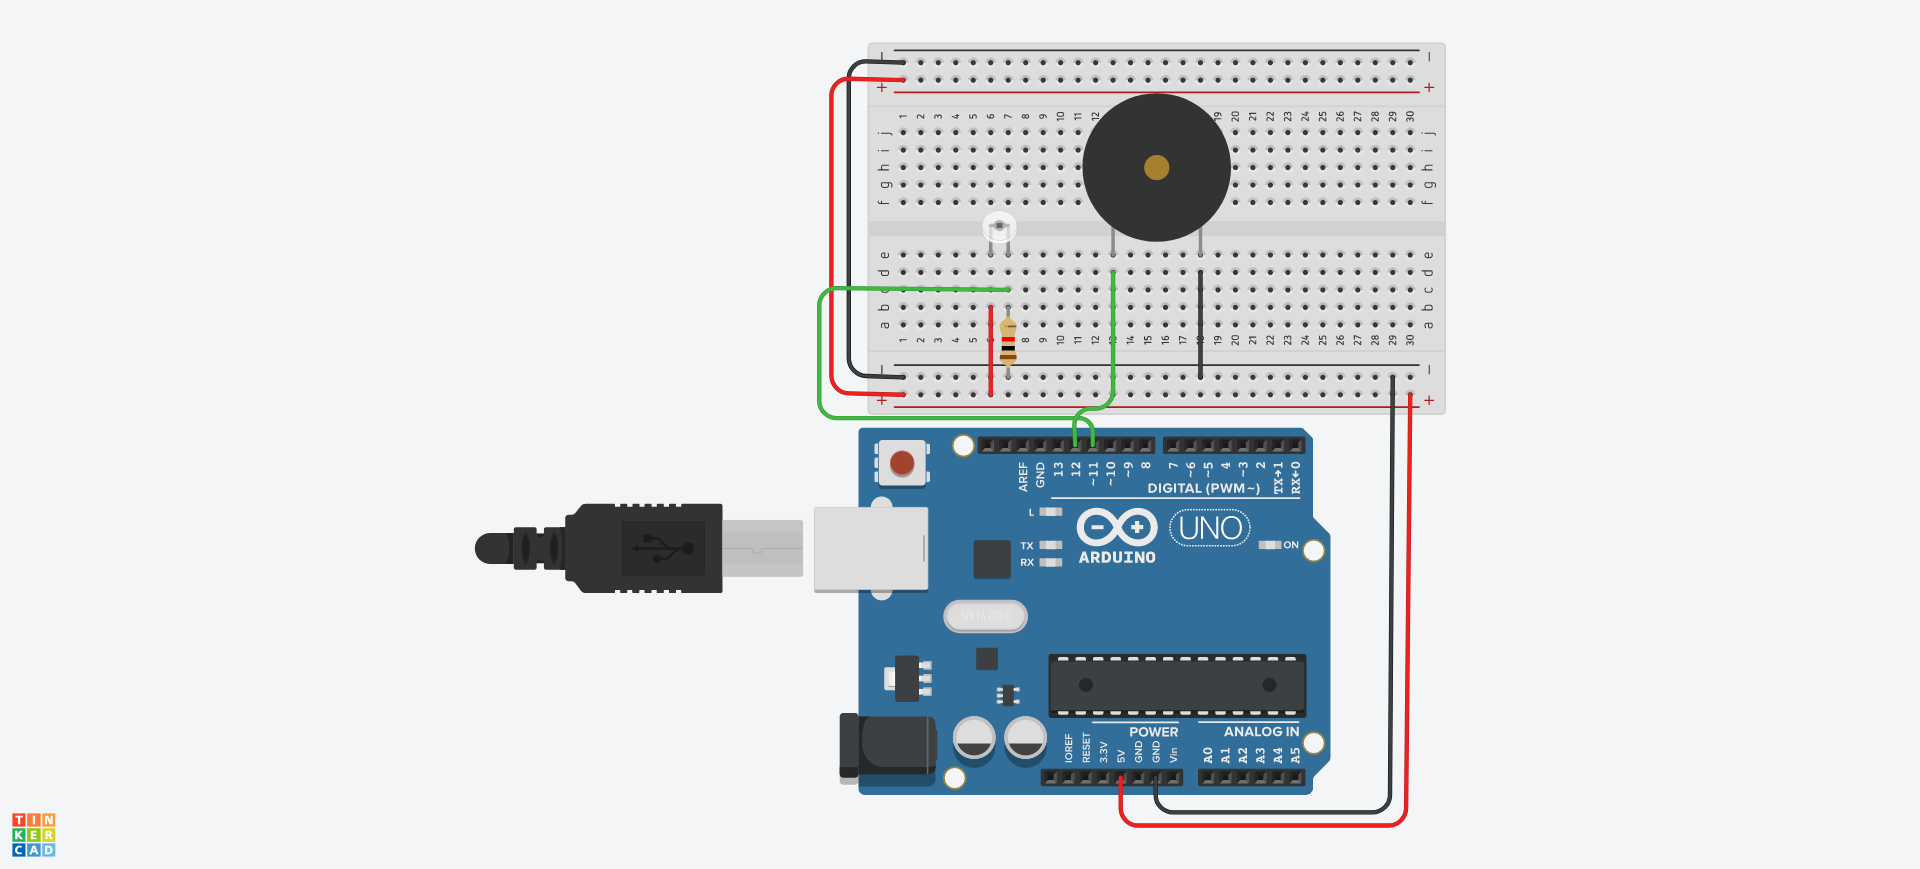 − −
+ +
1 2 3 4 5 6 7 8 9 10 11 12 19 20 21 22 23 24 25 26 27 28 29 30
j j
i i
h h
g g
f f
e e
d d
c c
b b
a a
1 2 3 4 5 6 7 8 9 10 11 12 13 14 15 16 17 18 19 20 21 22 23 24 25 26 27 28 29 30
− −
+ +
AREF GND 13 12 ~11 ~10 ~9 8 7 ~6 ~5 4 ~3 2 TX→1 RX←0
DIGITAL (PWM~)
L
UNO
TX
RX
ARDUINO
ON
SPK16.000G
POWER
ANALOG IN
IOREF RESET 3.3V 5V GND GND Vin A0 A1 A2 A3 A4 A5
TIN
KER
CAD